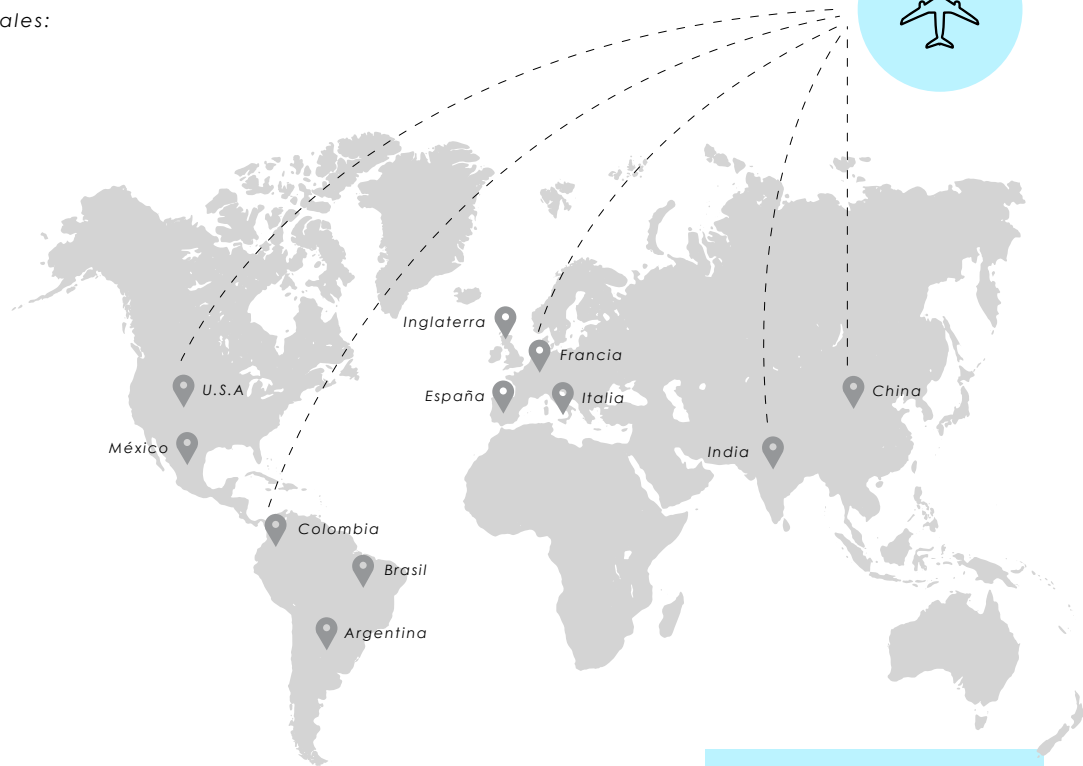 ales:
Inglaterra
Francia
U.S.A
España
Italia
China
México
India
Colombia
Brasil
Argentina